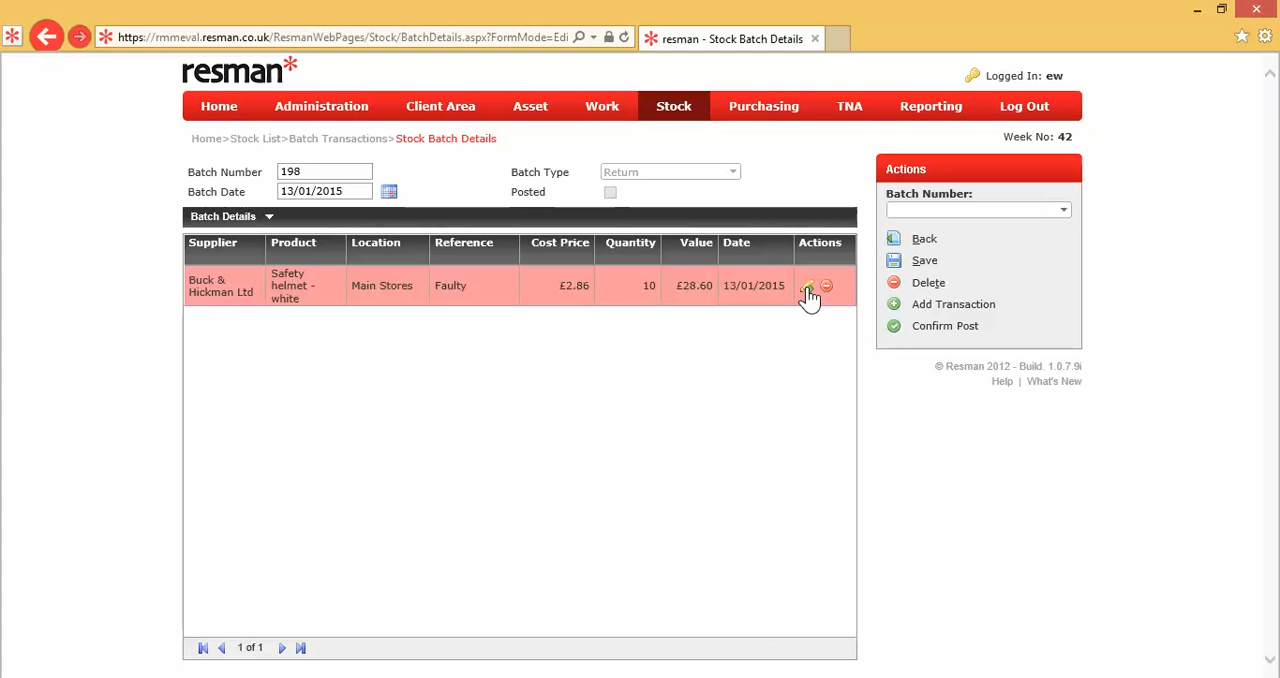 https://rmmeval.resman.co.uk/ResmanWebPages/Stock/BatchDetails.aspx?FormMode=Edi
resman - Stock Batch Details
resman*
Logged In: ew
Home Administration Client Area Asset Work Stock Purchasing TNA Reporting Log Out
Home>Stock List>Batch Transactions>Stock Batch Details
Week No: 42
Batch Number 198 Batch Type Return
Batch Date 13/01/2015 Posted
Batch Details
Supplier Product Location Reference Cost Price Quantity Value Date Actions
Buck & Hickman Ltd Safety helmet - white Main Stores Faulty £2.86 10 £28.60 13/01/2015
1 of 1
Actions
Batch Number:
Back
Save
Delete
Add Transaction
Confirm Post
© Resman 2012 - Build. 1.0.7.9i
Help | What's New